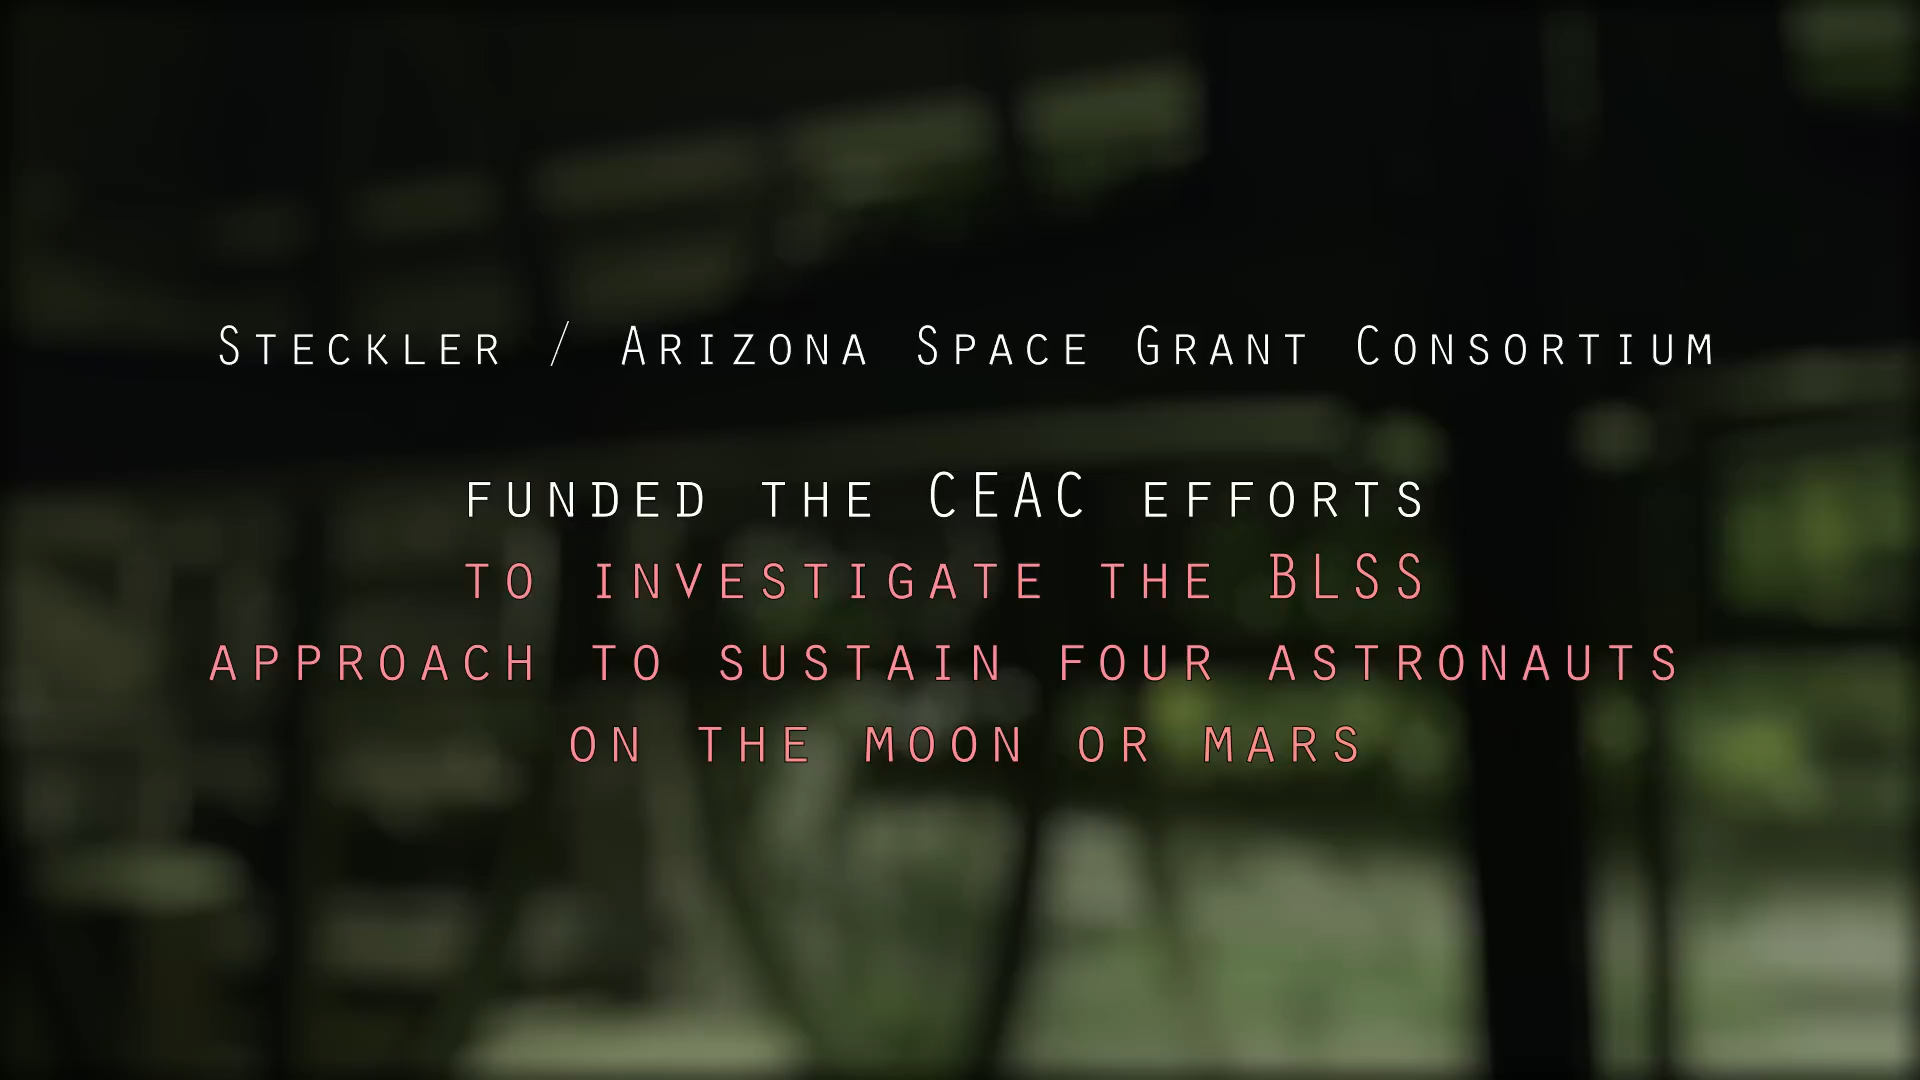 Steckler / Arizona Space Grant Consortium
funded the CEAC efforts
to investigate the BLSS
approach to sustain four astronauts
on the moon or mars